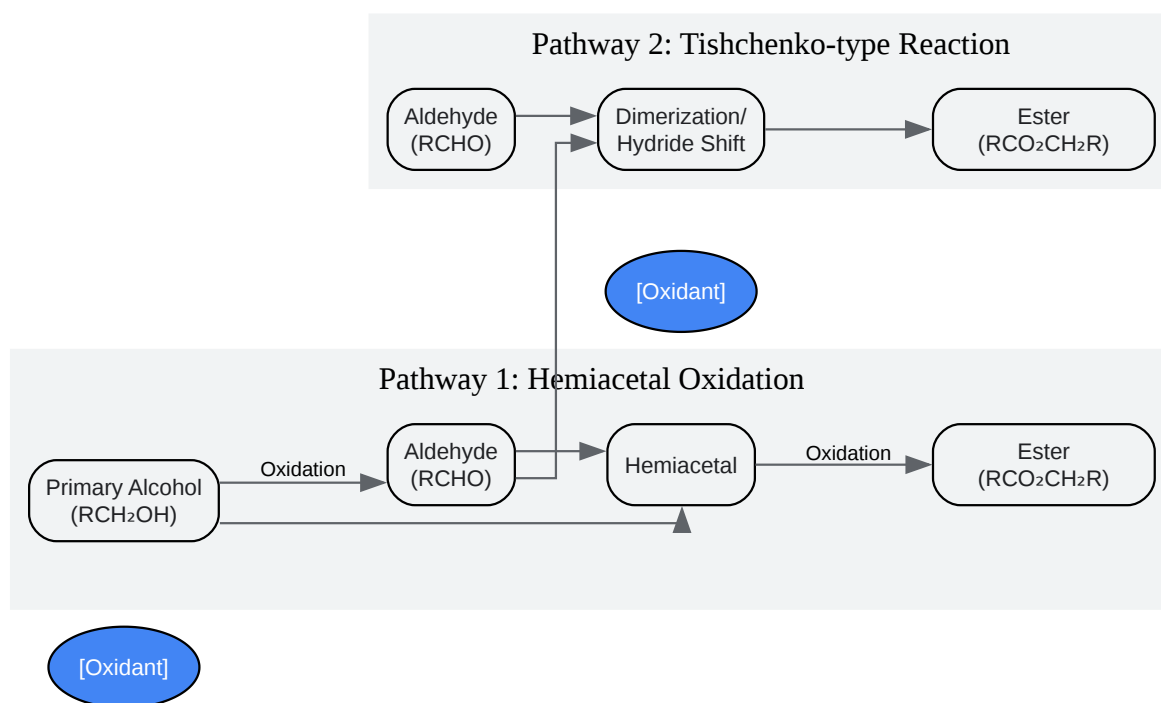 Pathway 2: Tishchenko-type Reaction
Aldehyde
(RCHO)
Dimerization/
Hydride Shift
Ester
(RCO₂CH₂R)
[Oxidant]
Pathway 1: Hemiacetal Oxidation
Primary Alcohol
(RCH₂OH)
Oxidation
Aldehyde
(RCHO)
Hemiacetal
Oxidation
Ester
(RCO₂CH₂R)
[Oxidant]